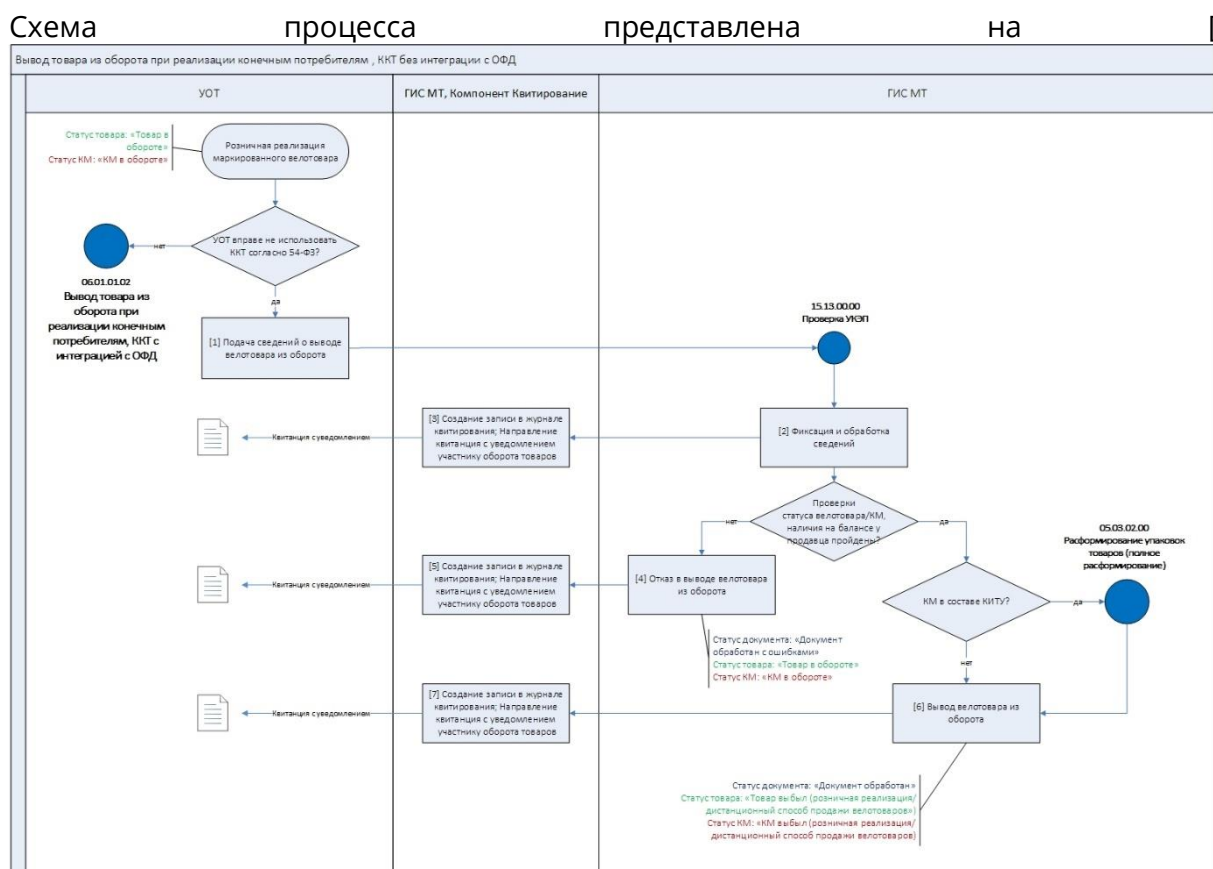 Схема процесса представлена на [
Вывод товара из оборота при реализации конечным потребителям , ККТ без интеграции с ОФД
УОТ
ГИС МТ, Компонент Квитирование
ГИС МТ
Статус товара: «Товар в
обороте»
Статус КМ: «КМ в обороте»
Розничная реализация
маркированного велотовара
УОТ вправе не использовать
ККТ согласно 54-ФЗ?
нет
да
06.01.01.02
Вывод товара из
оборота при
реализации конечным
потребителям, ККТ с
интеграцией с ОФД
[1] Подача сведений о выводе
велотовара из оборота
15.13.00.00
Проверка УКЭП
[2] Фиксация и обработка
сведений
[3] Создание записи в журнале
квитирования; Направление
квитанция с уведомлением
участнику оборота товаров
Квитанция с уведомлением
Проверки
статуса велотовара/КМ,
наличия на балансе у
продавца пройдены?
нет
да
[4] Отказ в выводе велотовара
из оборота
[5] Создание записи в журнале
квитирования; Направление
квитанция с уведомлением
участнику оборота товаров
Квитанция с уведомлением
Статус документа: «Документ
обработан с ошибками»
Статус товара: «Товар в обороте»
Статус КМ: «КМ в обороте»
КМ в составе КИТУ?
да
нет
05.03.02.00
Расформирование упаковок
товаров (полное
расформирование)
[6] Вывод велотовара из
оборота
[7] Создание записи в журнале
квитирования; Направление
квитанция с уведомлением
участнику оборота товаров
Квитанция с уведомлением
Статус документа: «Документ обработан»
Статус товара: «Товар выбыл (розничная реализация/
дистанционный способ продажи велотоваров»)
Статус КМ: «КМ выбыл (розничная реализация/
дистанционный способ продажи велотоваров)